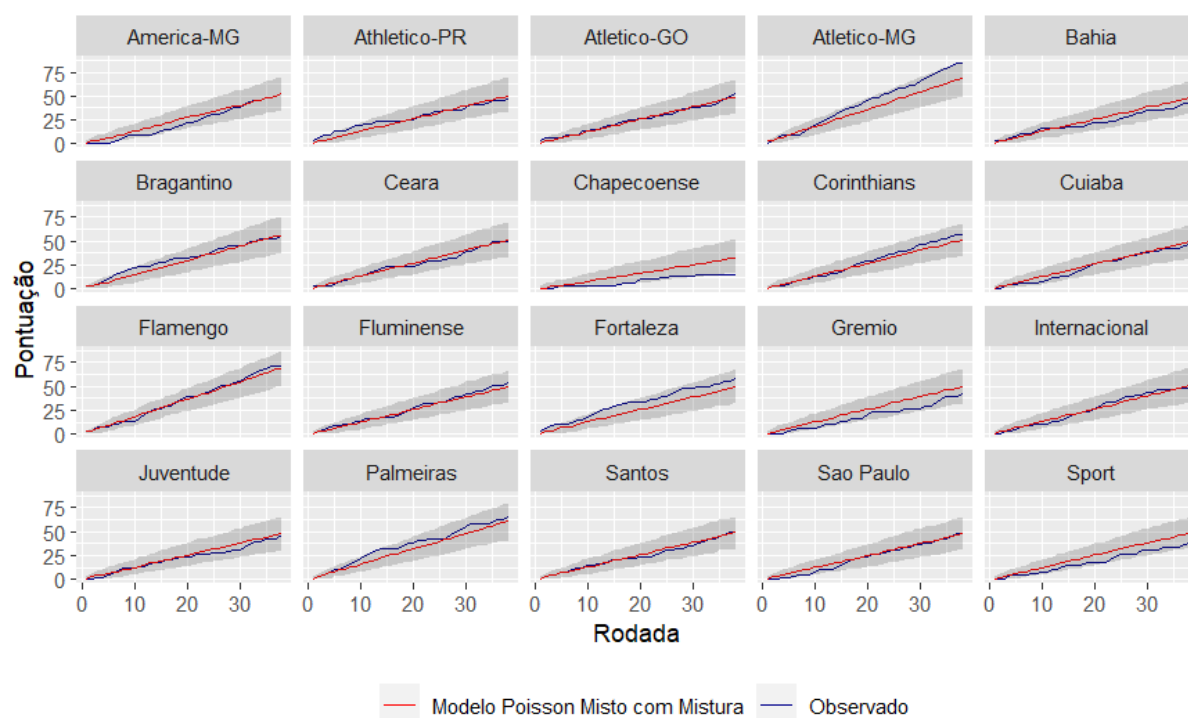 America-MG Athletico-PR Atletico-GO Atletico-MG Bahia
75
50
25
0
Bragantino Ceara Chapecoense Corinthians Cuiaba
75
50
25
0
Flamengo Fluminense Fortaleza Gremio Internacional
75
50
25
0
Juventude Palmeiras Santos Sao Paulo Sport
75
50
25
0
0 10 20 30 0 10 20 30 0 10 20 30 0 10 20 30 0 10 20 30
Pontuação
Rodada
Modelo Poisson Misto com Mistura Observado